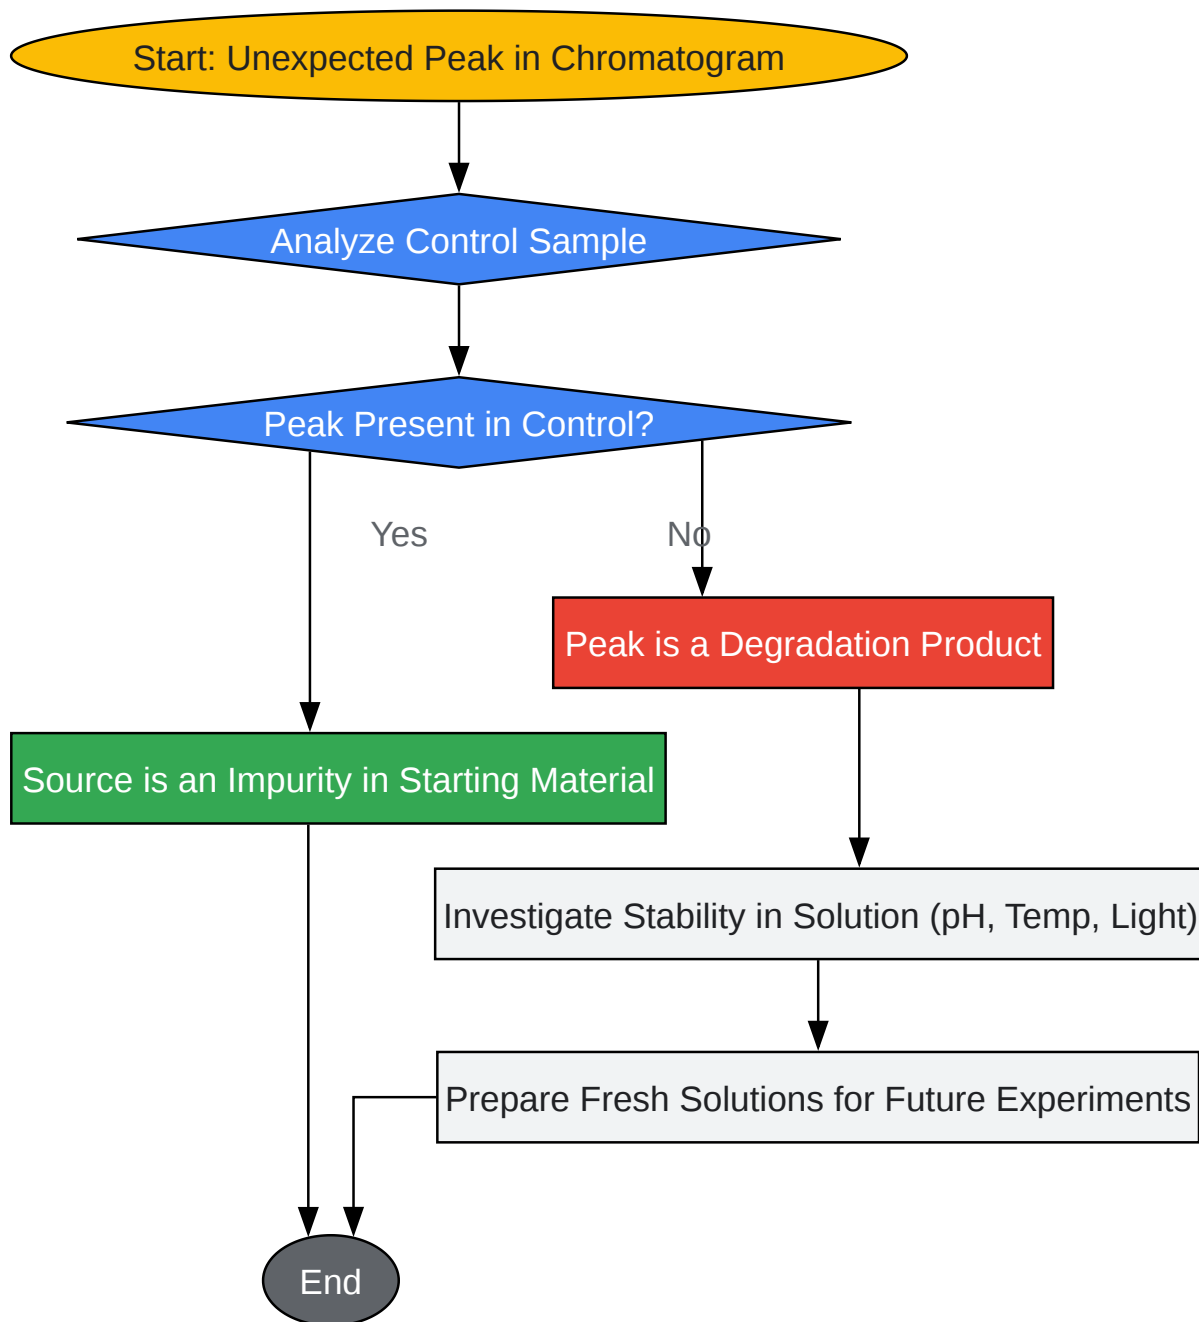 Start: Unexpected Peak in Chromatogram
Analyze Control Sample
Peak Present in Control?
Yes
No
Peak is a Degradation Product
Source is an Impurity in Starting Material
Investigate Stability in Solution (pH, Temp, Light)
Prepare Fresh Solutions for Future Experiments
End